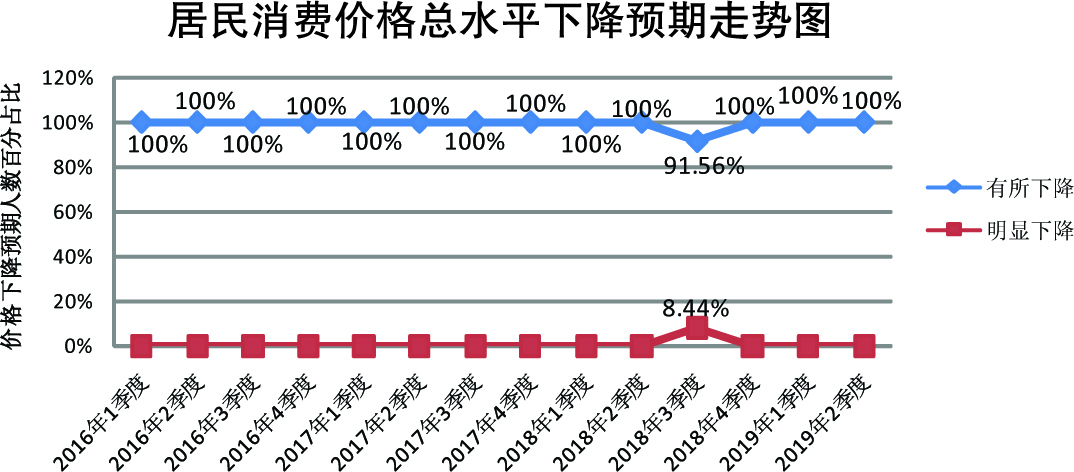 居民消费价格总水平下降预期走势图
价格下降预期人数百分占比
120%
100%
80%
60%
40%
20%
0%
100%
100%
100%
100%
100%
100%
100%
100%
100%
100%
91.56%
100%
100%
100%
8.44%
有所下降
明显下降
2016年1季度
2016年2季度
2016年3季度
2016年4季度
2017年1季度
2017年2季度
2017年3季度
2017年4季度
2018年1季度
2018年2季度
2018年3季度
2018年4季度
2019年1季度
2019年2季度